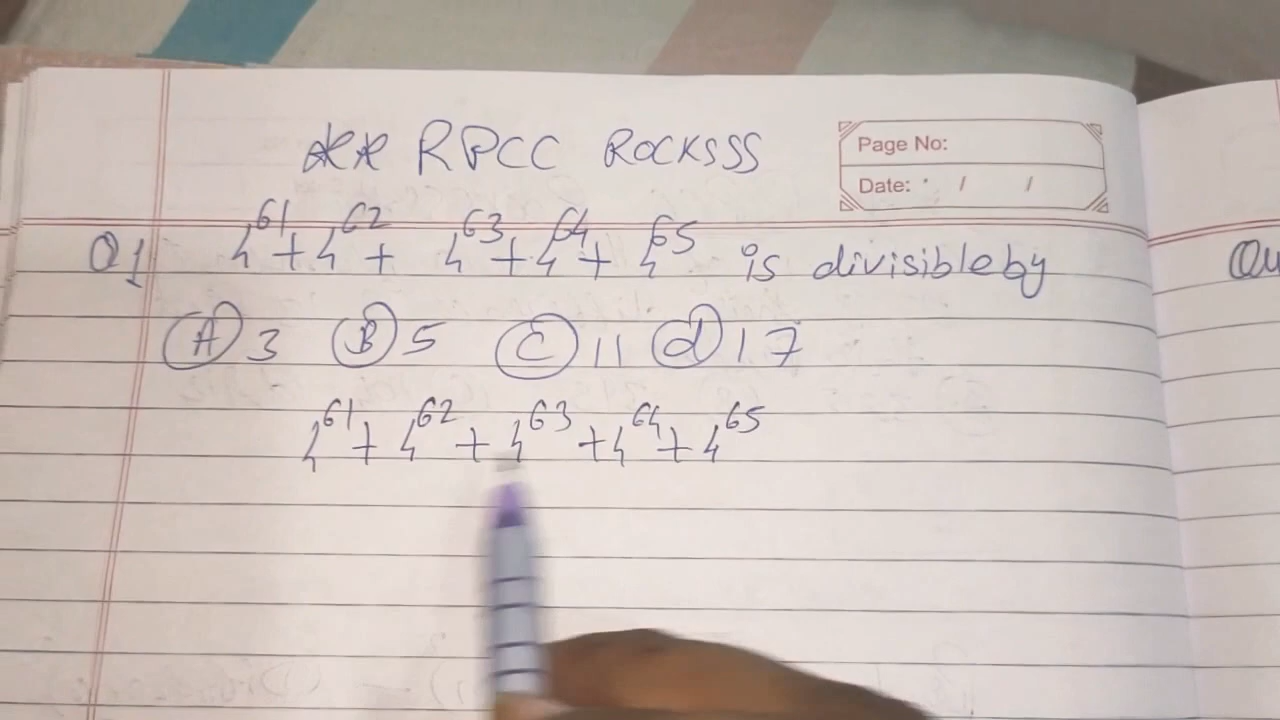 RPCC ROCKSSS
Page No:
Date: / /
Q1 4^61 + 4^62 + 4^63 + 4^64 + 4^65 is divisible by
(A) 3 (B) 5 (C) 11 (d) 17
4^61 + 4^62 + 4^63 + 4^64 + 4^65